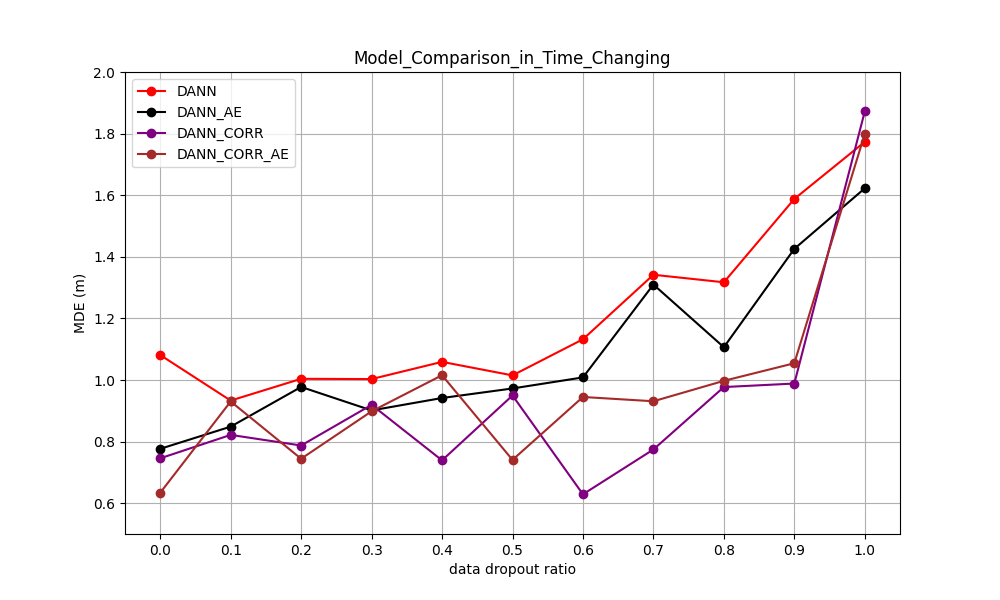 Model_Comparison_in_Time_Changing
2.0
1.8
1.6
1.4
1.2
1.0
0.8
0.6
MDE (m)
DANN
DANN_AE
DANN_CORR
DANN_CORR_AE
0.0 0.1 0.2 0.3 0.4 0.5 0.6 0.7 0.8 0.9 1.0
data dropout ratio